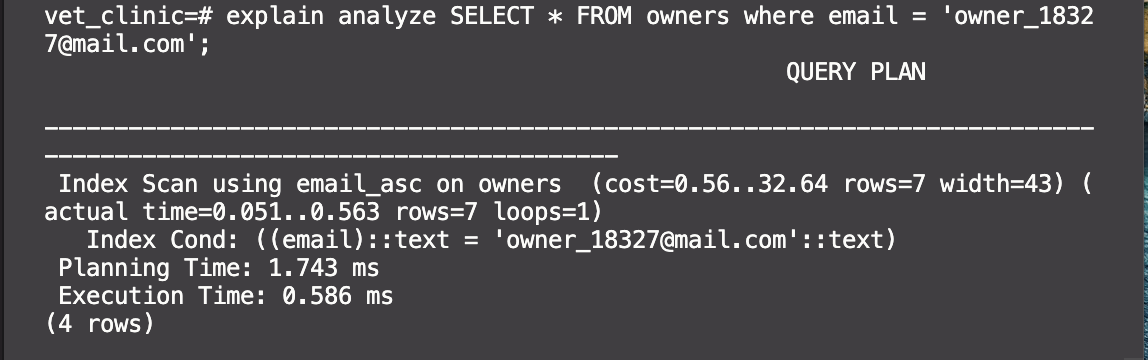 vet_clinic=# explain analyze SELECT * FROM owners where email = 'owner_1832
7@mail.com';
QUERY PLAN
---------------------------------------------------------------------------
-----------------------------------------
Index Scan using email_asc on owners  (cost=0.56..32.64 rows=7 width=43) (
actual time=0.051..0.563 rows=7 loops=1)
Index Cond: ((email)::text = 'owner_18327@mail.com'::text)
Planning Time: 1.743 ms
Execution Time: 0.586 ms
(4 rows)